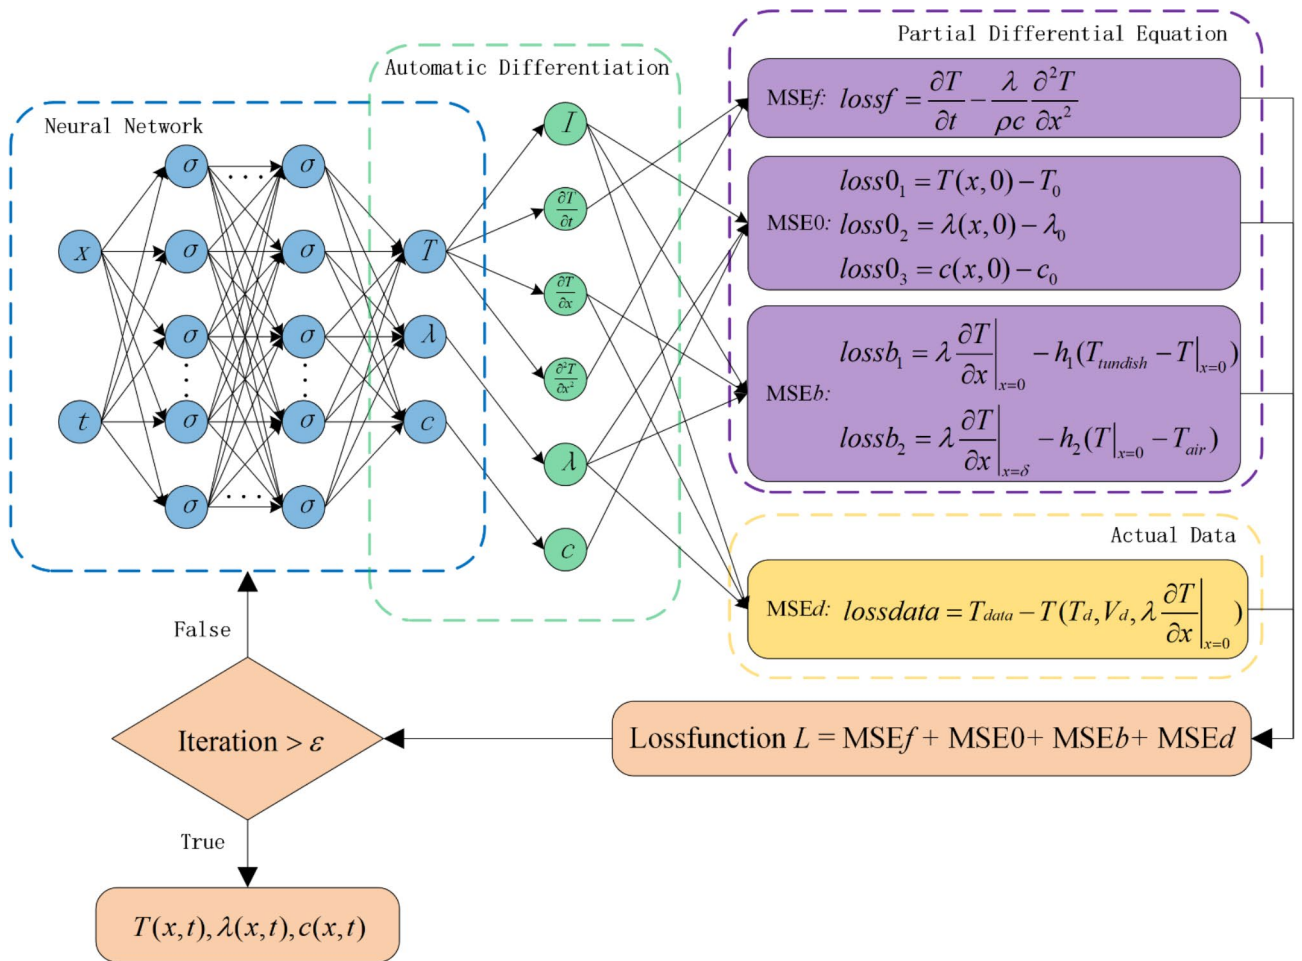 Neural Network
x
t
σ
σ
σ
σ
σ
σ
σ
σ
σ
σ
T
λ
c
Automatic Differentiation
I
∂T/∂t
∂T/∂x
∂²T/∂x²
λ
c
Partial Differential Equation
MSEf: lossf = ∂T/∂t − λ/ρc ∂²T/∂x²
loss0₁ = T(x,0) − T₀
MSE0: loss0₂ = λ(x,0) − λ₀
loss0₃ = c(x,0) − c₀
lossb₁ = λ ∂T/∂x|ₓ₌₀ − h₁(T_tundish − T|ₓ₌₀)
MSEb:
lossb₂ = λ ∂T/∂x|ₓ₌δ − h₂(T|ₓ₌₀ − T_air)
Actual Data
MSEd: lossdata = T_data − T(T_d, V_d, λ ∂T/∂x|ₓ₌₀)
Lossfunction L = MSEf + MSE0+ MSEb+ MSEd
False
Iteration > ε
True
T(x,t), λ(x,t), c(x,t)